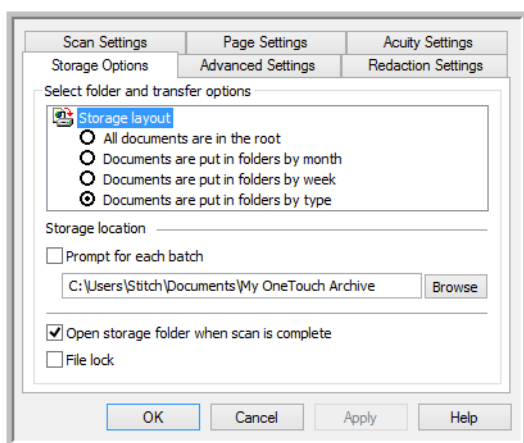 Scan Settings Page Settings Acuity Settings
Storage Options Advanced Settings Redaction Settings
Select folder and transfer options
Storage layout
All documents are in the root
Documents are put in folders by month
Documents are put in folders by week
Documents are put in folders by type
Storage location
Prompt for each batch
C:\Users\Stitch\Documents\My OneTouch Archive Browse
Open storage folder when scan is complete
File lock
OK Cancel Apply Help